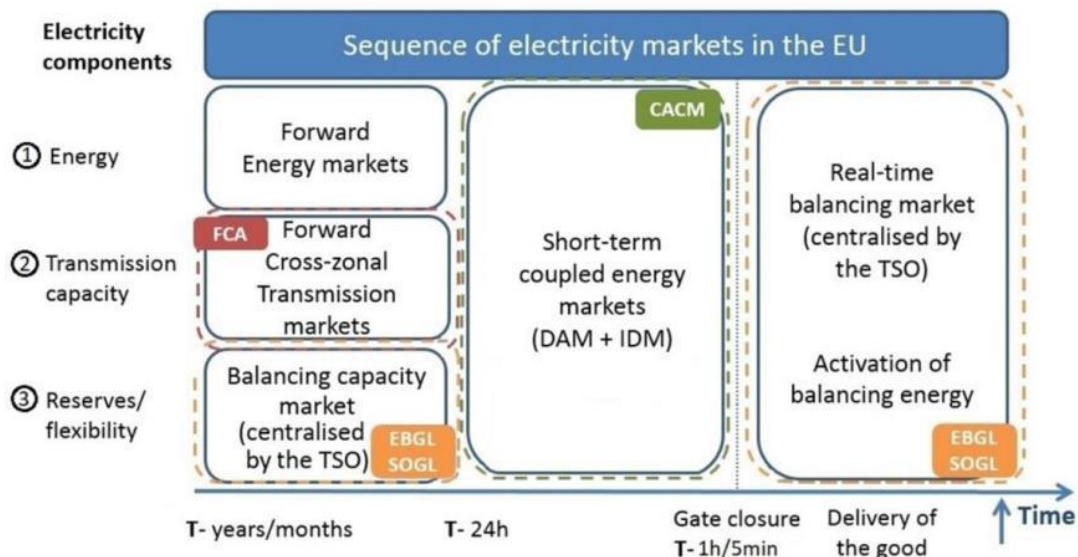 Electricity
components
Sequence of electricity markets in the EU
① Energy
Forward
Energy markets
② Transmission
capacity
FCA
Forward
Cross-zonal
Transmission
markets
③ Reserves/
flexibility
Balancing capacity
market
(centralised
by the TSO)
EBGL
SOGL
CACM
Short-term
coupled energy
markets
(DAM + IDM)
Real-time
balancing market
(centralised by
the TSO)
Activation of
balancing energy
EBGL
SOGL
T- years/months
T- 24h
Gate closure
T- 1h/5min
Delivery of
the good
Time